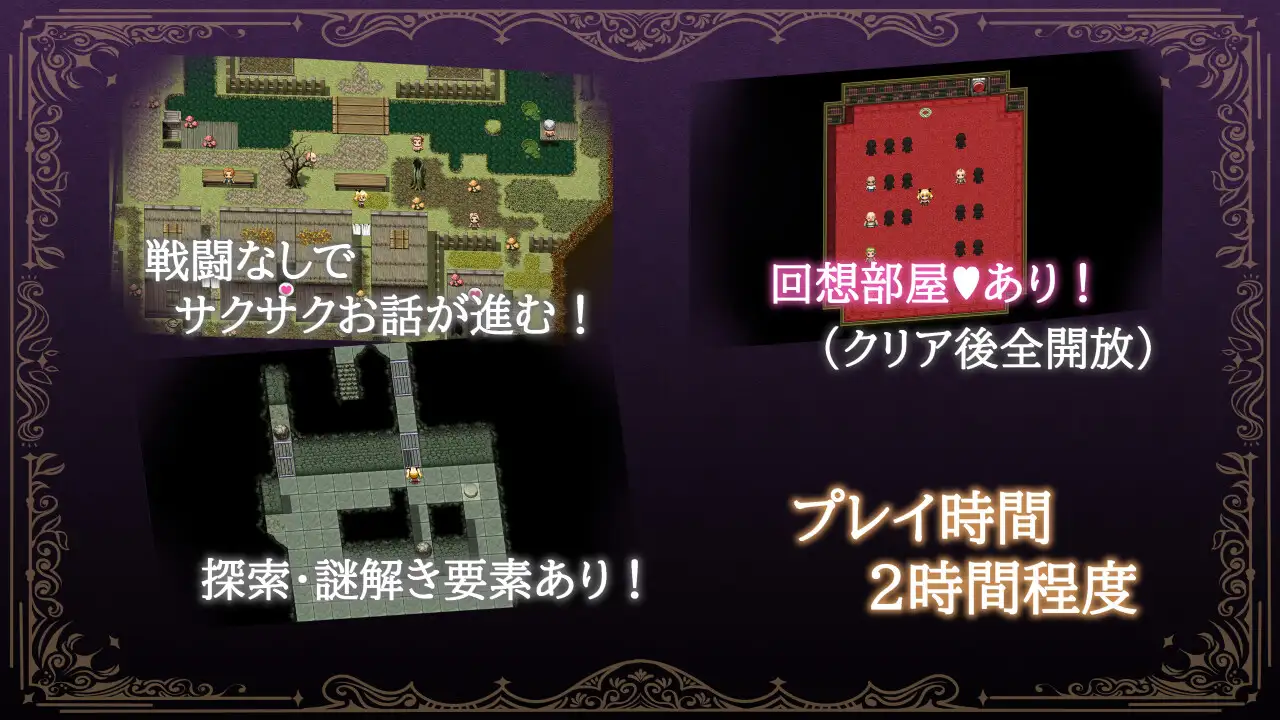 戦闘なしで
サクサクお話が進む！
回想部屋♥あり！
（クリア後全開放）
探索・謎解き要素あり！
プレイ時間
2時間程度